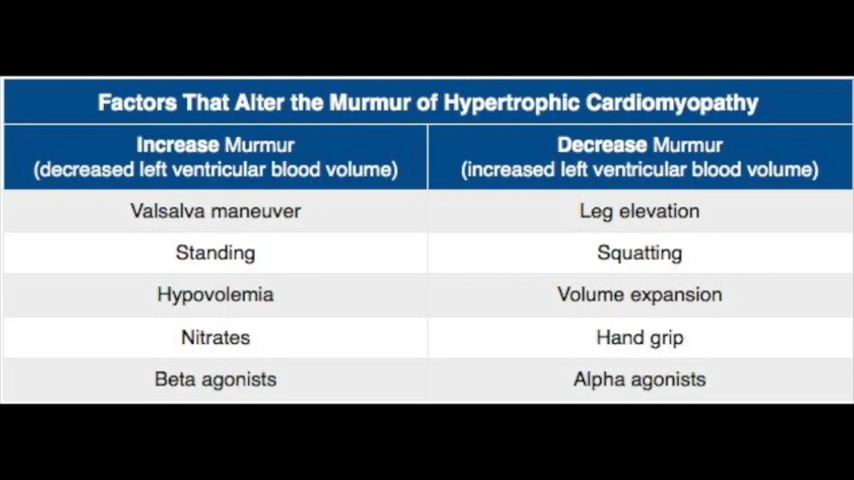 Factors That Alter the Murmur of Hypertrophic Cardiomyopathy
Increase Murmur
(decreased left ventricular blood volume)
Decrease Murmur
(increased left ventricular blood volume)
Valsalva maneuver
Leg elevation
Standing
Squatting
Hypovolemia
Volume expansion
Nitrates
Hand grip
Beta agonists
Alpha agonists